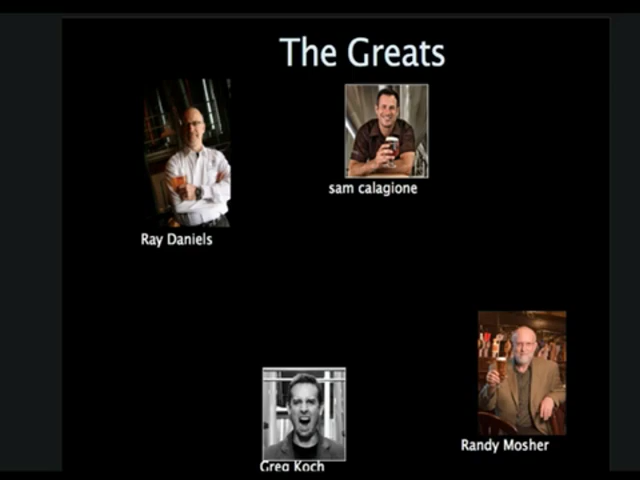 The Greats
sam calagione
Ray Daniels
Randy Mosher
Greg Koch